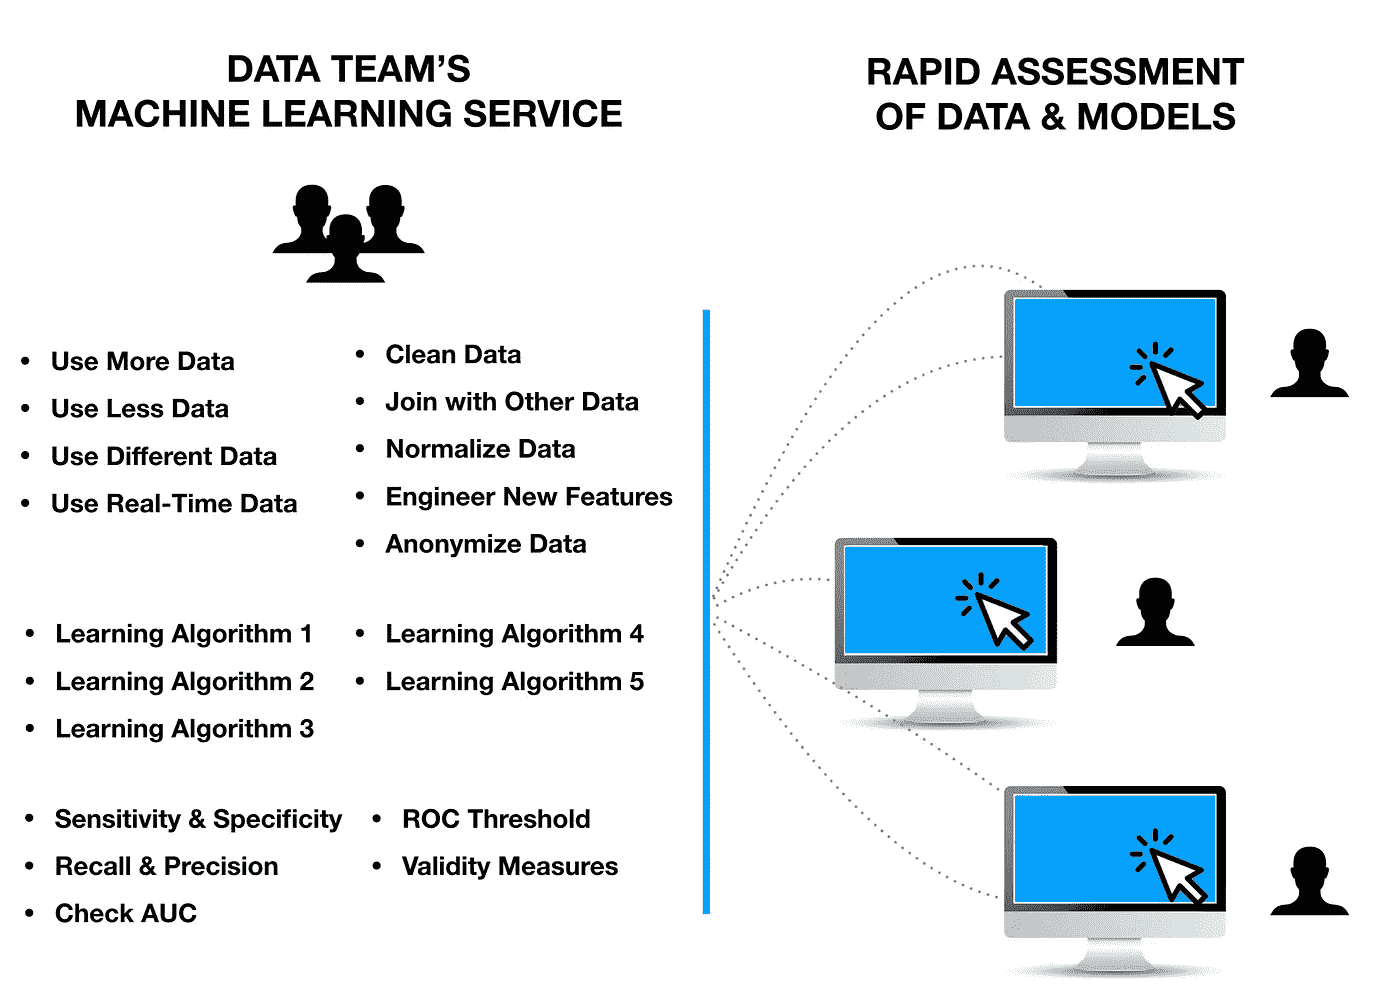 DATA TEAM’S
MACHINE LEARNING SERVICE
RAPID ASSESSMENT
OF DATA & MODELS
• Use More Data
• Use Less Data
• Use Different Data
• Use Real-Time Data
• Clean Data
• Join with Other Data
• Normalize Data
• Engineer New Features
• Anonymize Data
• Learning Algorithm 1
• Learning Algorithm 2
• Learning Algorithm 3
• Learning Algorithm 4
• Learning Algorithm 5
• Sensitivity & Specificity
• Recall & Precision
• Check AUC
• ROC Threshold
• Validity Measures